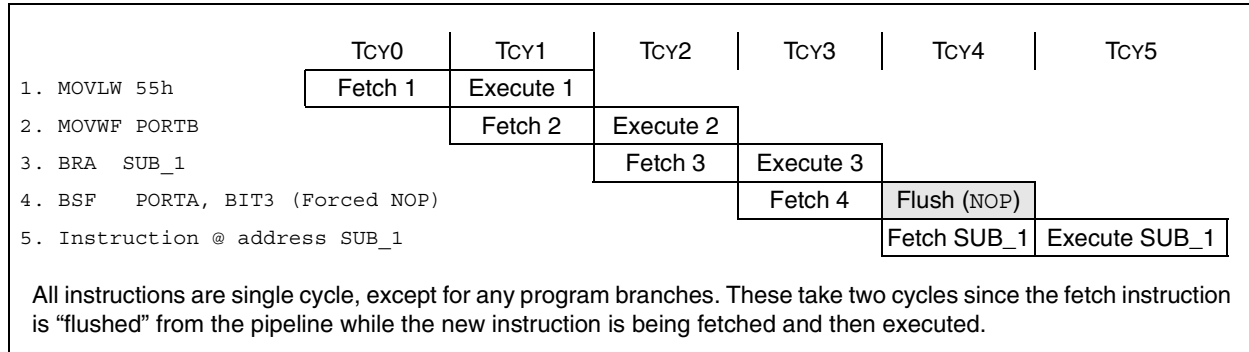 TCY0 TCY1 TCY2 TCY3 TCY4 TCY5
1. MOVLW 55h Fetch 1 Execute 1
2. MOVWF PORTB Fetch 2 Execute 2
3. BRA SUB_1 Fetch 3 Execute 3
4. BSF PORTA, BIT3 (Forced NOP) Fetch 4 Flush (NOP)
5. Instruction @ address SUB_1 Fetch SUB_1 Execute SUB_1
All instructions are single cycle, except for any program branches. These take two cycles since the fetch instruction
is “flushed” from the pipeline while the new instruction is being fetched and then executed.